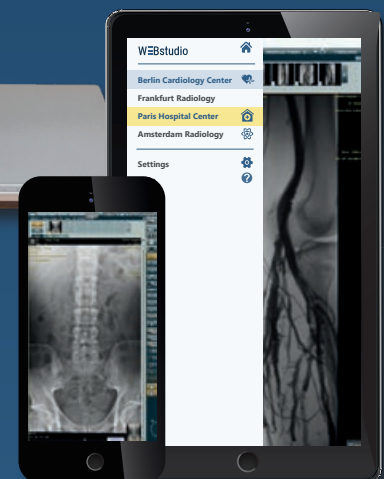 WEBstudio
Berlin Cardiology Center
Frankfurt Radiology
Paris Hospital Center
Amsterdam Radiology
Settings
?